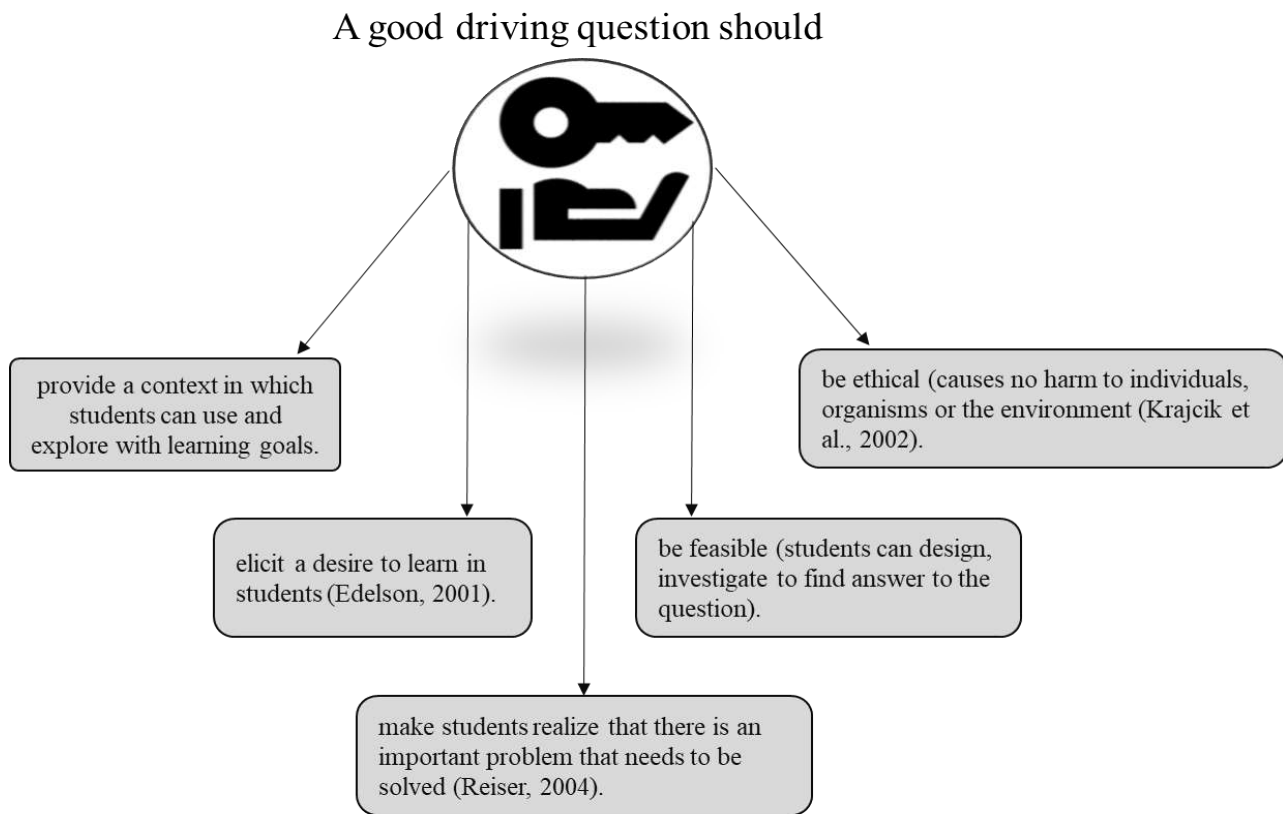 A good driving question should
provide a context in which
students can use and
explore with learning goals.
elicit a desire to learn in
students (Edelson, 2001).
make students realize that there is an
important problem that needs to be
solved (Reiser, 2004).
be feasible (students can design,
investigate to find answer to the
question).
be ethical (causes no harm to individuals,
organisms or the environment (Krajcik et
al., 2002).